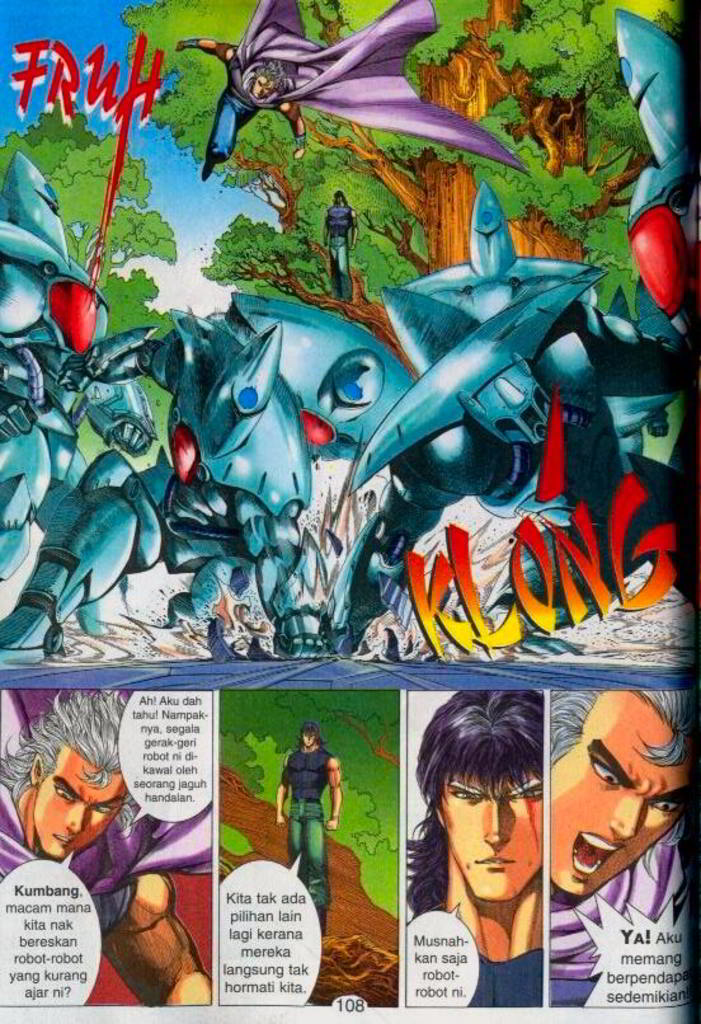 FRUH
KLONG
Ah! Aku dah
tahu! Nampak-
nya, segala
gerak-geri
robot ni di-
kawal oleh
seorang jaguh
handalan.
Kumbang,
macam mana
kita nak
bereskan
robot-robot
yang kurang
ajar ni?
Kita tak ada
pilihan lain
lagi kerana
mereka
langsung tak
hormati kita.
Musnah-
kan saja
robot-
robot ni.
YA! Aku
memang
berpendapa
sedemikian!
108